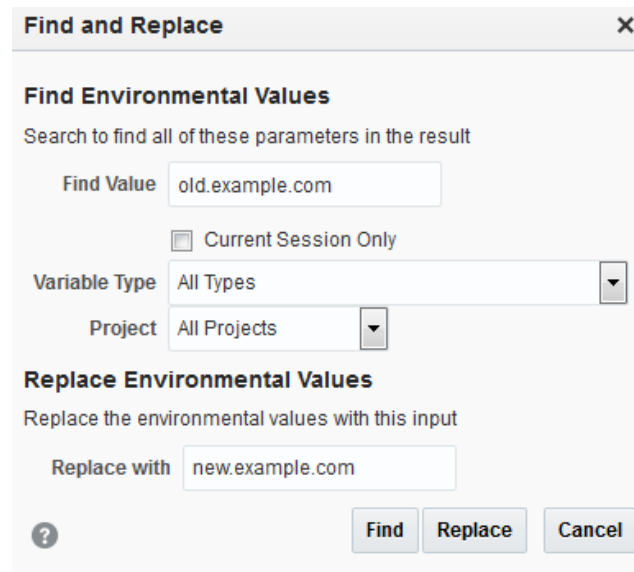 Find and Replace
Find Environmental Values
Search to find all of these parameters in the result
Find Value old.example.com
Current Session Only
Variable Type All Types
Project All Projects
Replace Environmental Values
Replace the environmental values with this input
Replace with new.example.com
? Find Replace Cancel